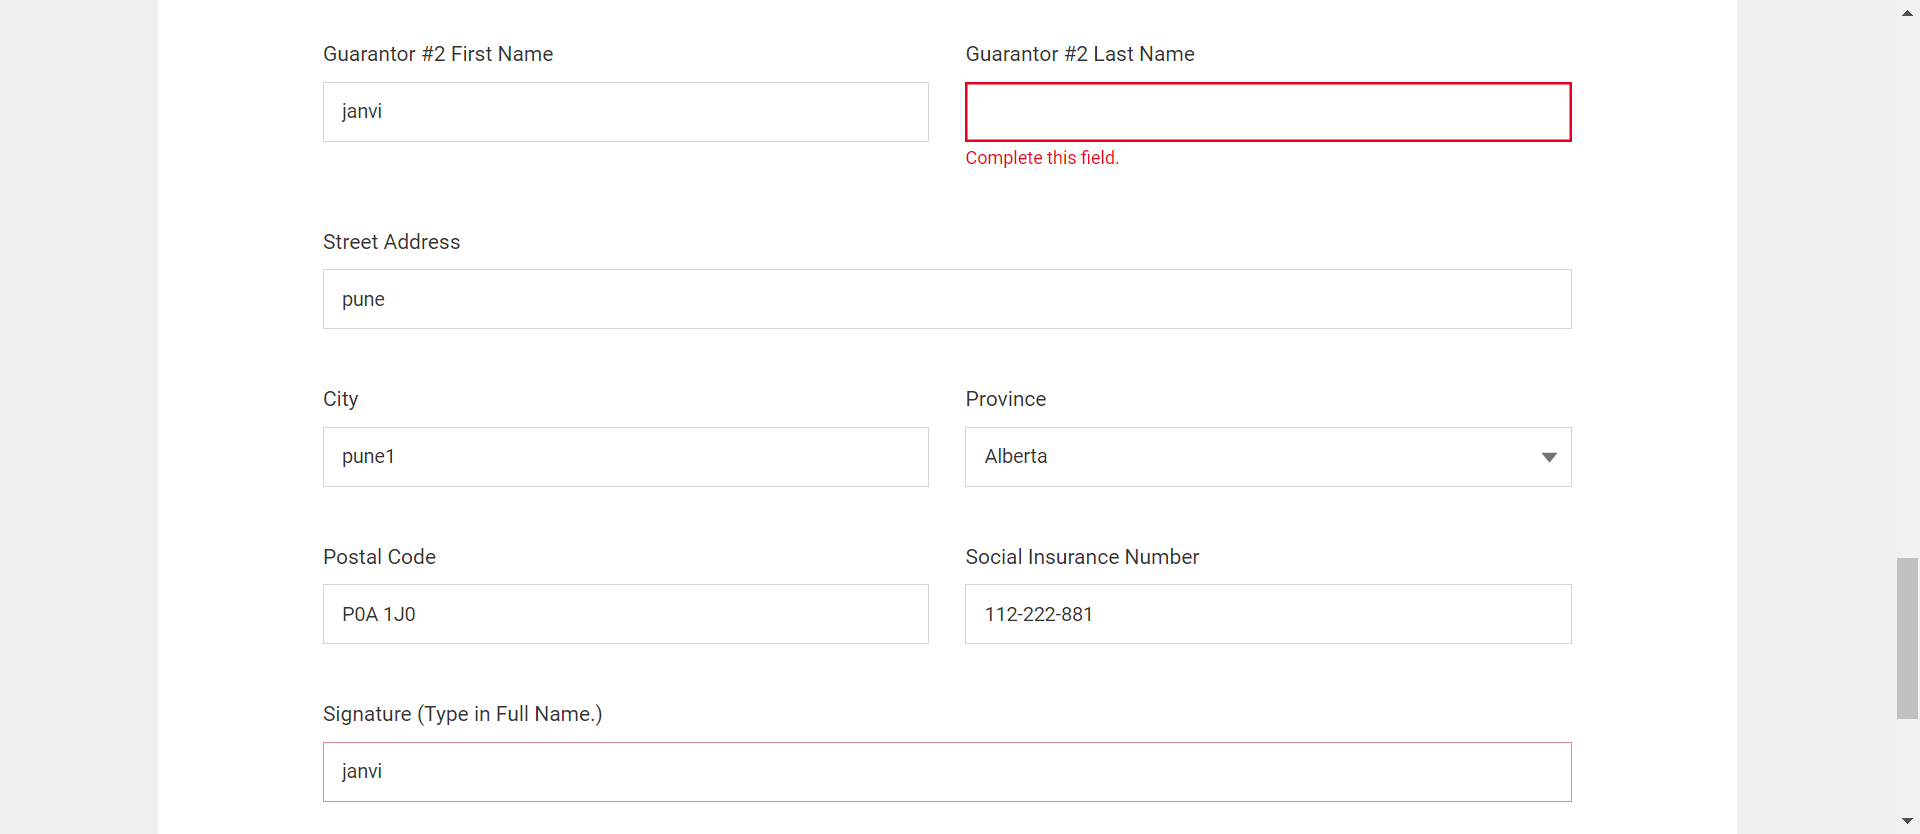 Guarantor #2 First Name
Guarantor #2 Last Name
janvi
Complete this field.
Street Address
pune
City
Province
pune1
Alberta
Postal Code
Social Insurance Number
P0A 1J0
112-222-881
Signature (Type in Full Name.)
janvi